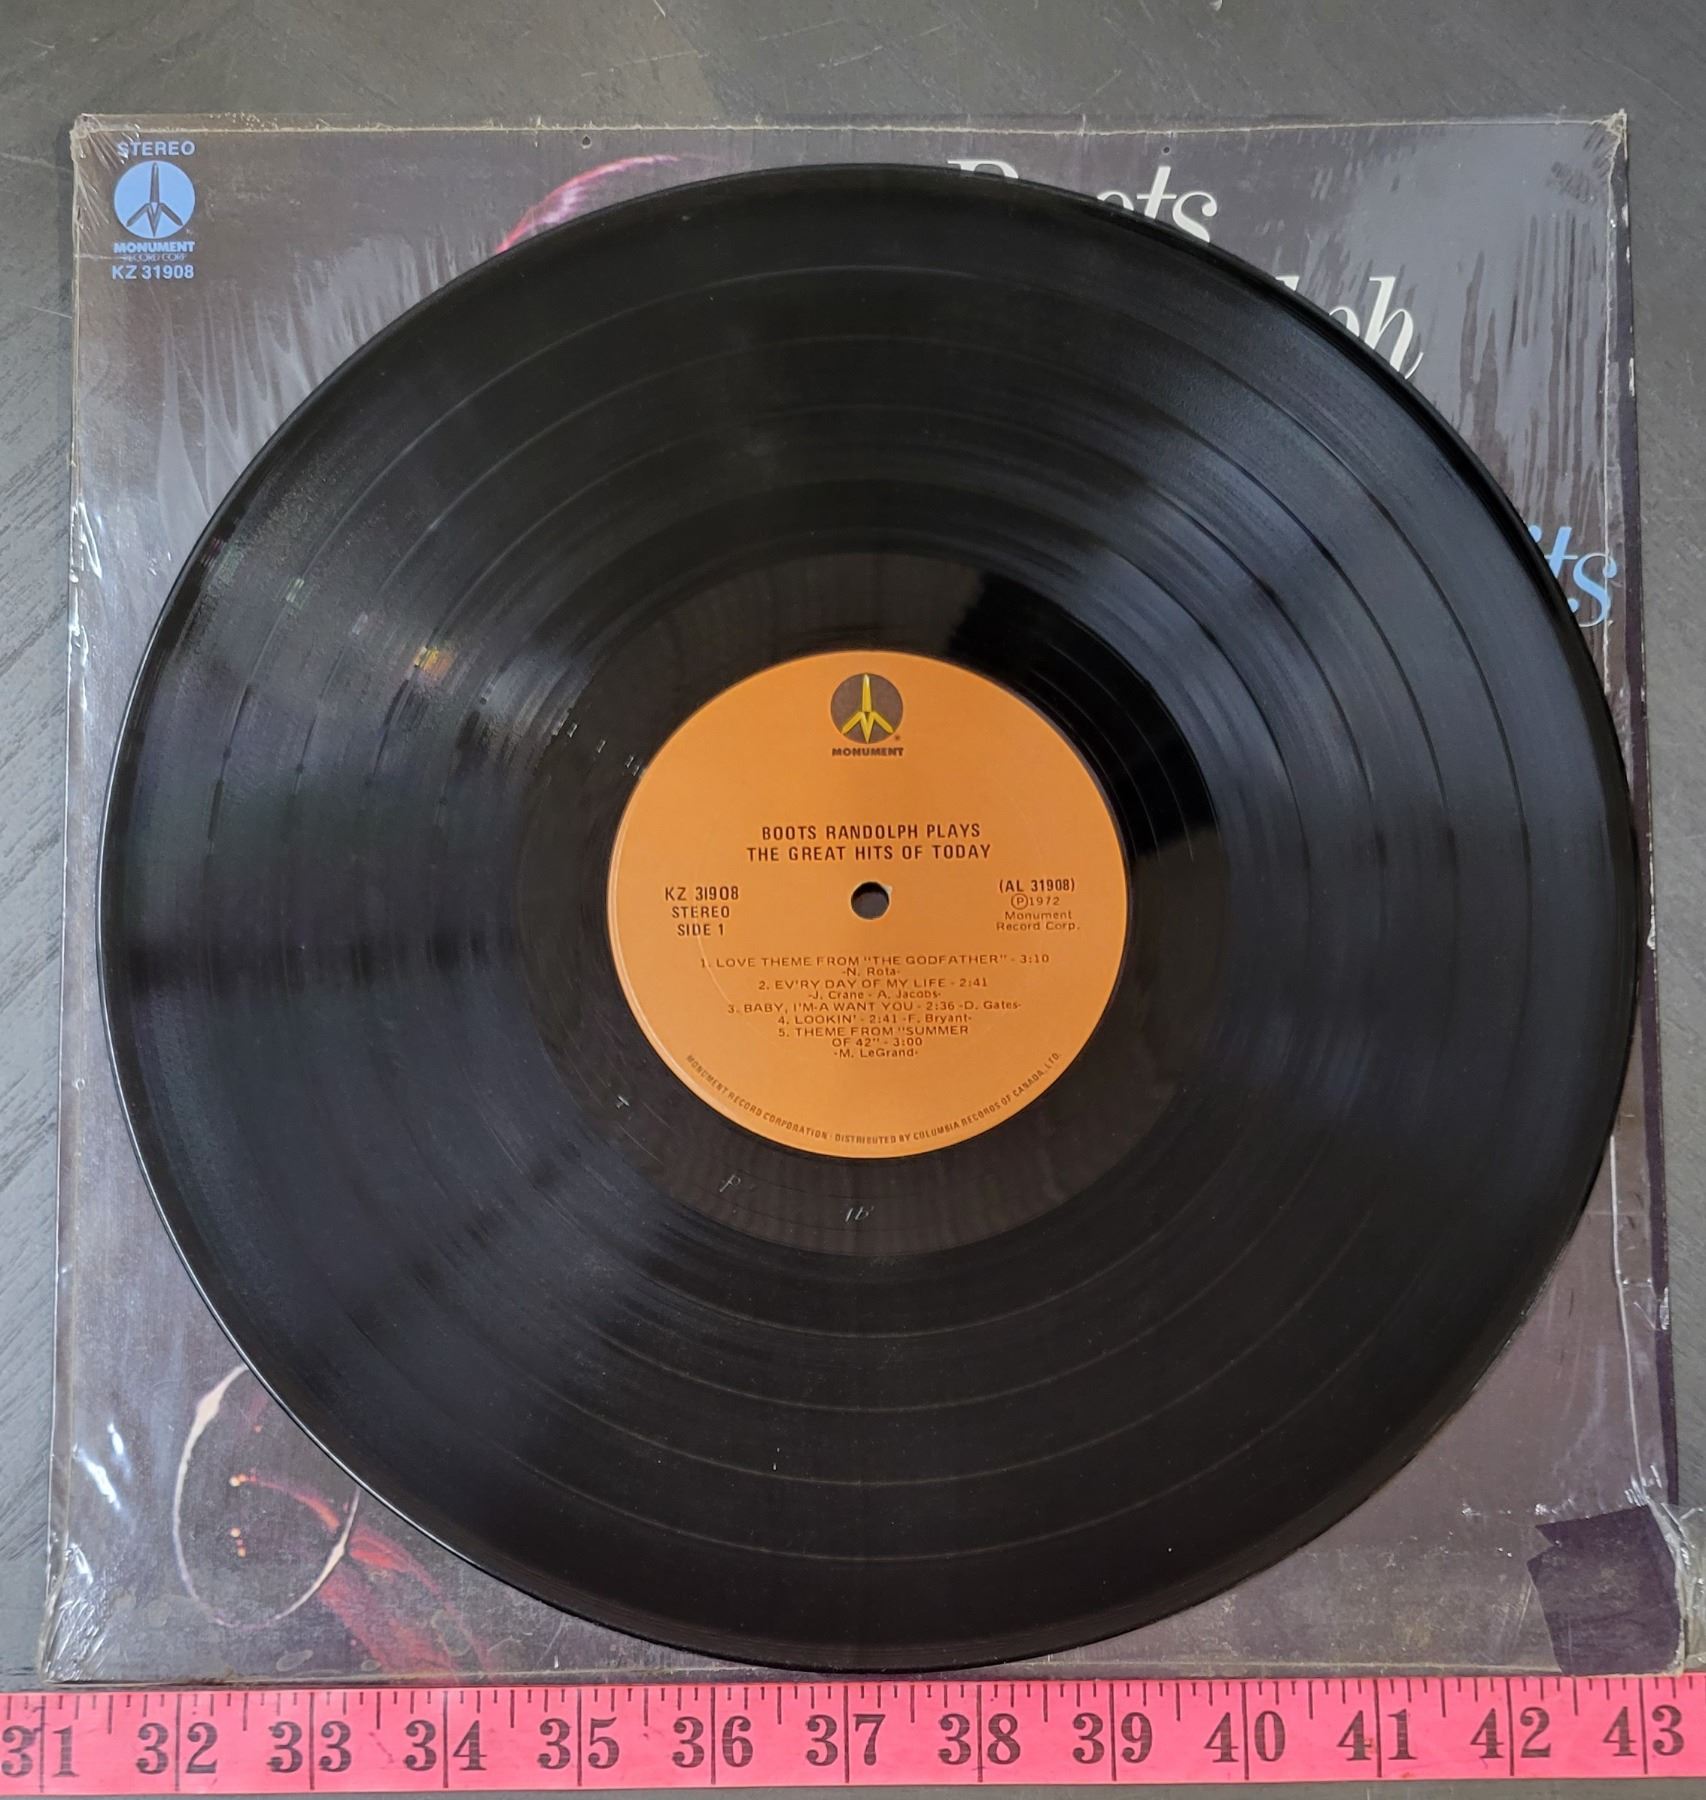 STEREO
MONUMENT
RECORD CORP
KZ 31908
MONUMENT
BOOTS RANDOLPH PLAYS
THE GREAT HITS OF TODAY
KZ 31908
STEREO
SIDE 1
(AL 31908)
Ⓟ1972
Monument
Record Corp.
1. LOVE THEME FROM "THE GODFATHER" - 3:10
-N. Rota-
2. EV'RY DAY OF MY LIFE - 2:41
-J. Crane - A. Jacobs-
3. BABY, I'M-A WANT YOU - 2:36 -D. Gates-
4. LOOKIN' - 2:41 -F. Bryant-
5. THEME FROM "SUMMER
OF 42" - 3:00
-M. LeGrand-
MONUMENT RECORD CORPORATION · DISTRIBUTED BY COLUMBIA RECORDS OF CANADA, LTD.
31 32 33 34 35 36 37 38 39 40 41 42 43